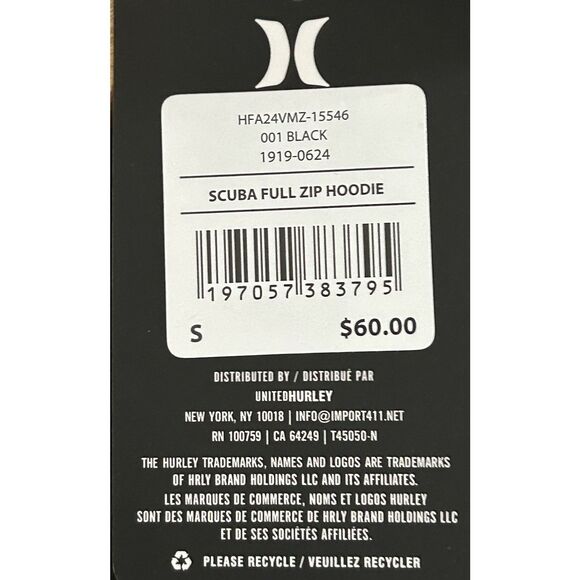 HFA24VMZ-15546
001 BLACK
1919-0624
SCUBA FULL ZIP HOODIE
197057 383795
S $60.00
DISTRIBUTED BY / DISTRIBUÉ PAR
UNITEDHURLEY
NEW YORK, NY 10018 | INFO@IMPORT411.NET
RN 100759 | CA 64249 | T45050-N
THE HURLEY TRADEMARKS, NAMES AND LOGOS ARE TRADEMARKS
OF HRLY BRAND HOLDINGS LLC AND ITS AFFILIATES.
LES MARQUES DE COMMERCE, NOMS ET LOGOS HURLEY
SONT DES MARQUES DE COMMERCE DE HRLY BRAND HOLDINGS LLC
ET DE SES SOCIÉTÉS AFFILIÉES.
PLEASE RECYCLE / VEUILLEZ RECYCLER